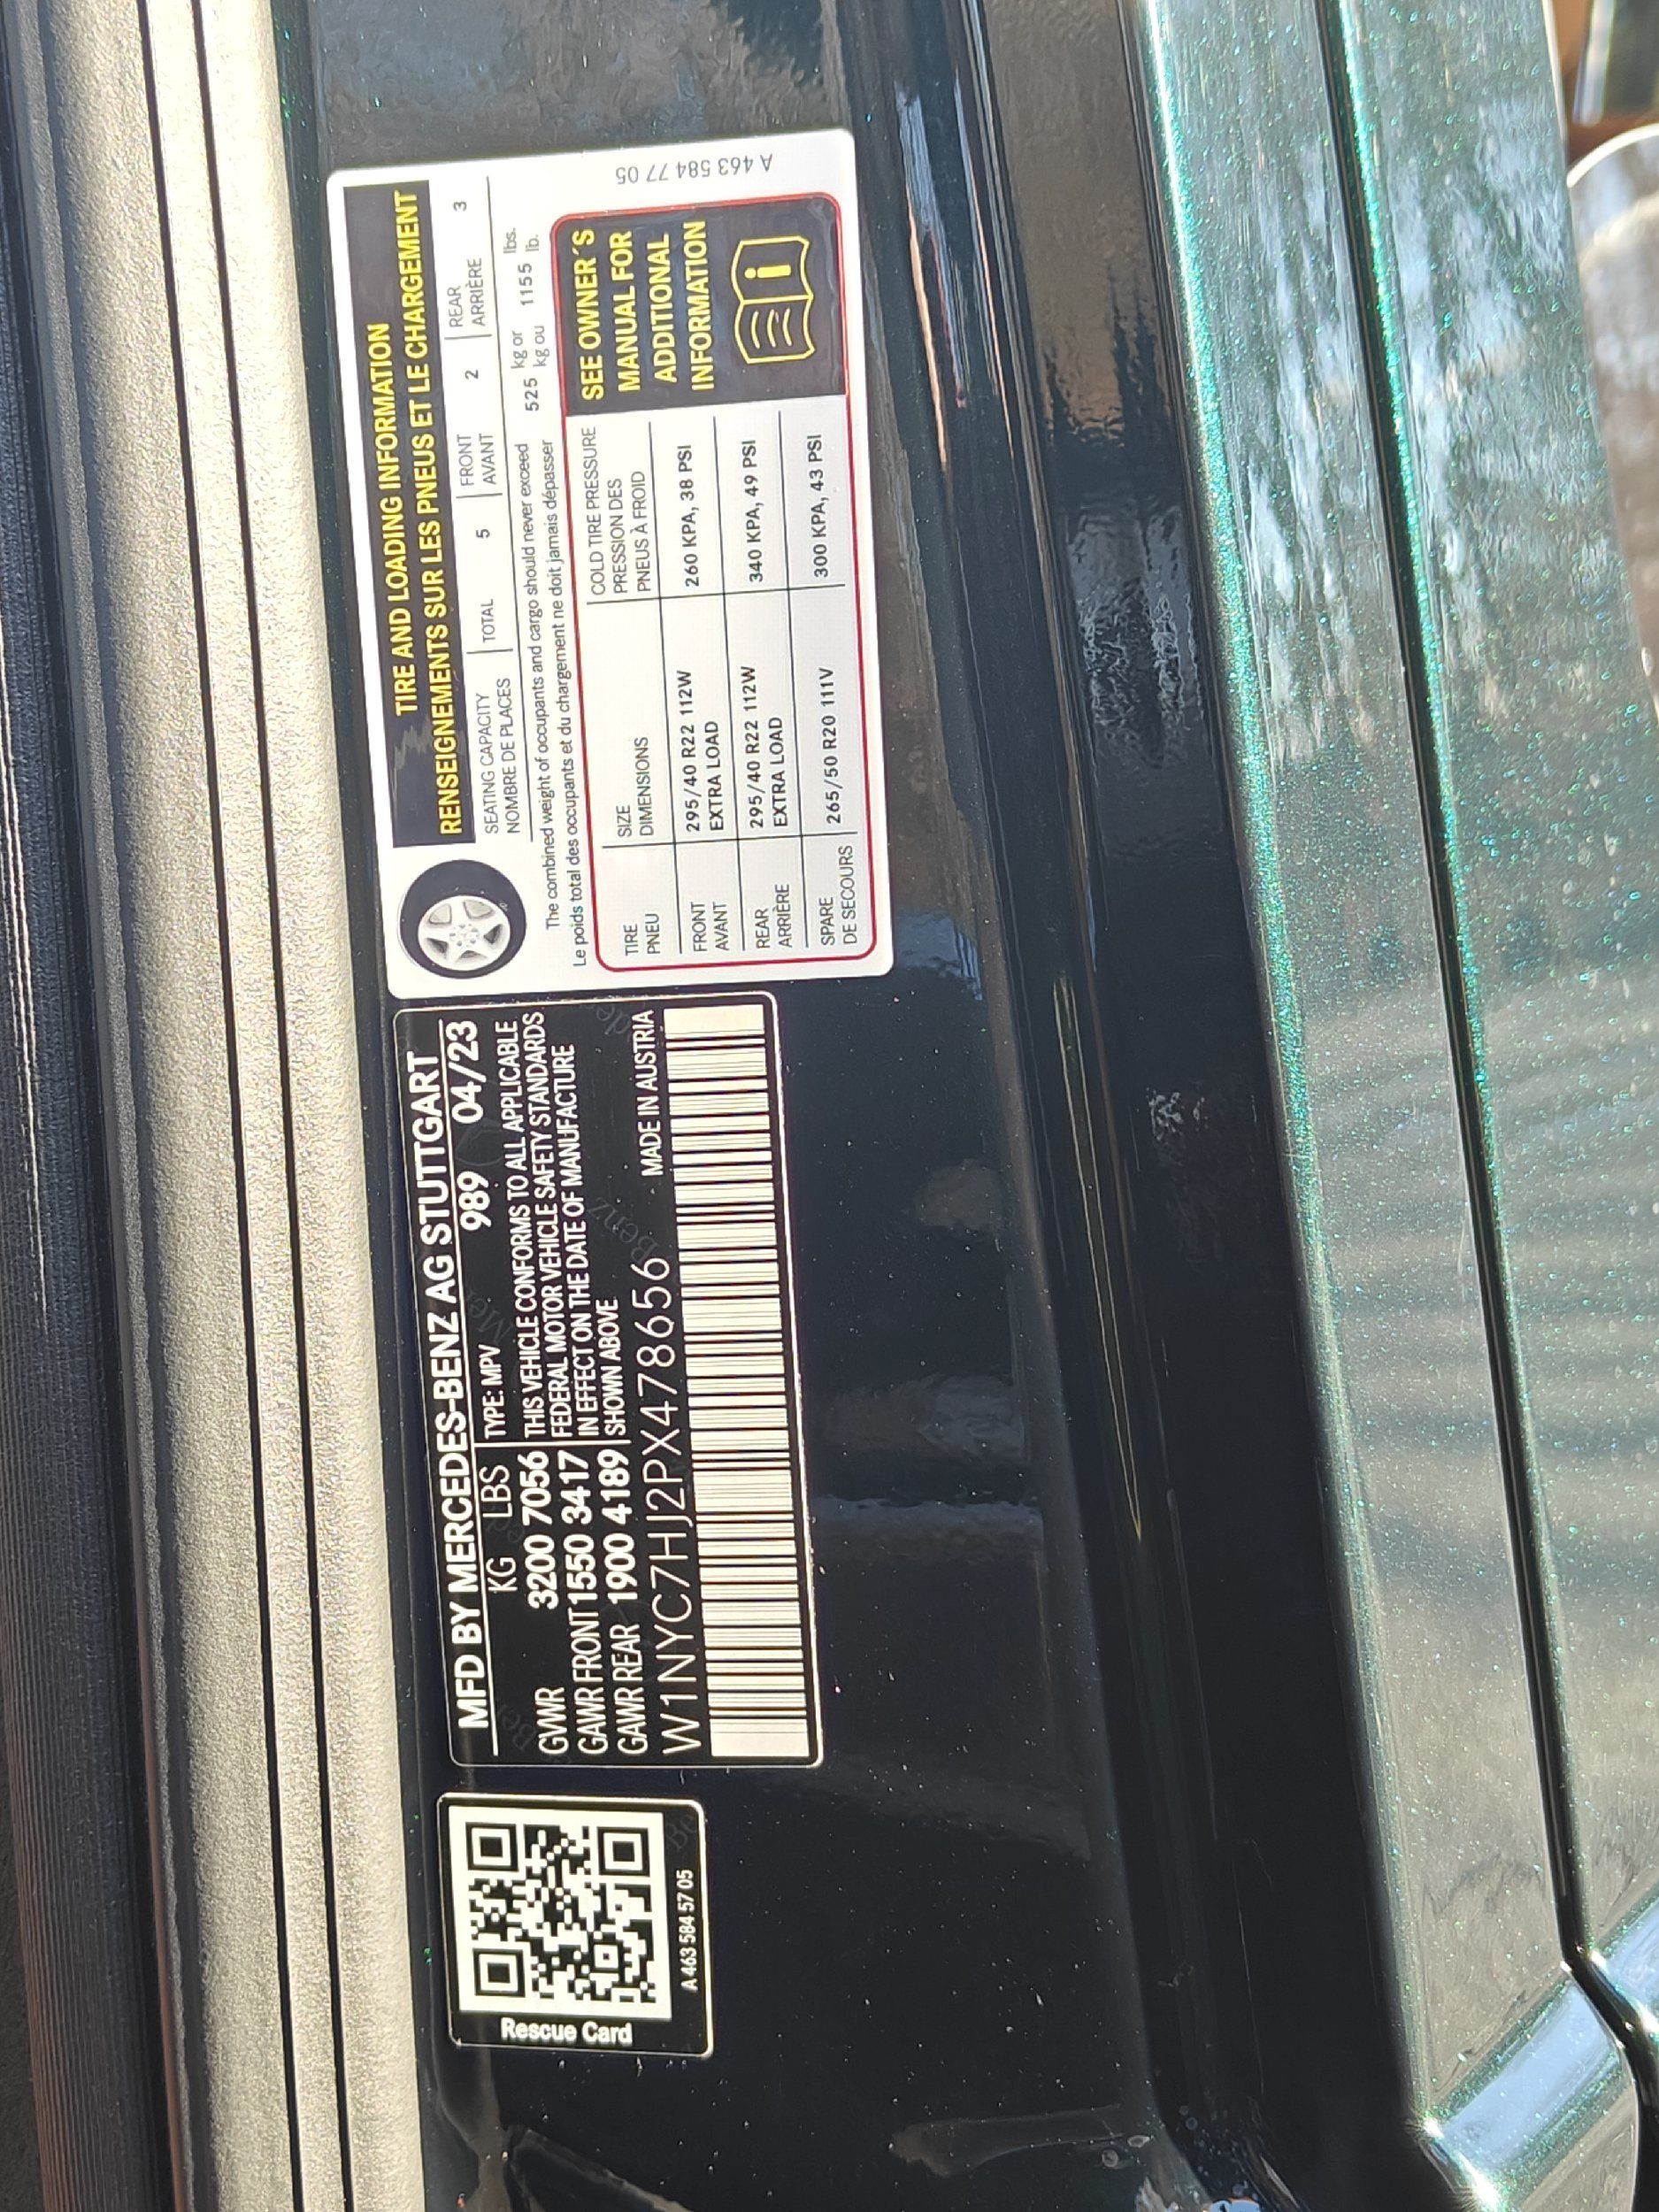 Rescue Card
A 463 584 57 05
MFD BY MERCEDES-BENZ AG STUTTGART
KG LBS TYPE: MPV 989 04/23
GVWR 3200 7056 THIS VEHICLE CONFORMS TO ALL APPLICABLE
GAWR FRONT 1550 3417 FEDERAL MOTOR VEHICLE SAFETY STANDARDS
GAWR REAR 1900 4189 IN EFFECT ON THE DATE OF MANUFACTURE
SHOWN ABOVE
W1NYC7HJ2PX478656 MADE IN AUSTRIA
TIRE AND LOADING INFORMATION
RENSEIGNEMENTS SUR LES PNEUS ET LE CHARGEMENT
SEATING CAPACITY TOTAL 5 FRONT 2 REAR 3
NOMBRE DE PLACES AVANT ARRIÈRE
The combined weight of occupants and cargo should never exceed 525 kg or 1155 lbs.
Le poids total des occupants et du chargement ne doit jamais dépasser kg ou lb.
TIRE SIZE COLD TIRE PRESSURE
PNEU DIMENSIONS PRESSION DES
PNEUS À FROID
FRONT 295/40 R22 112W 260 KPA, 38 PSI
AVANT EXTRA LOAD
REAR 295/40 R22 112W 340 KPA, 49 PSI
ARRIÈRE EXTRA LOAD
SPARE 265/50 R20 111V 300 KPA, 43 PSI
DE SECOURS
SEE OWNER´S
MANUAL FOR
ADDITIONAL
INFORMATION
A 463 584 77 05